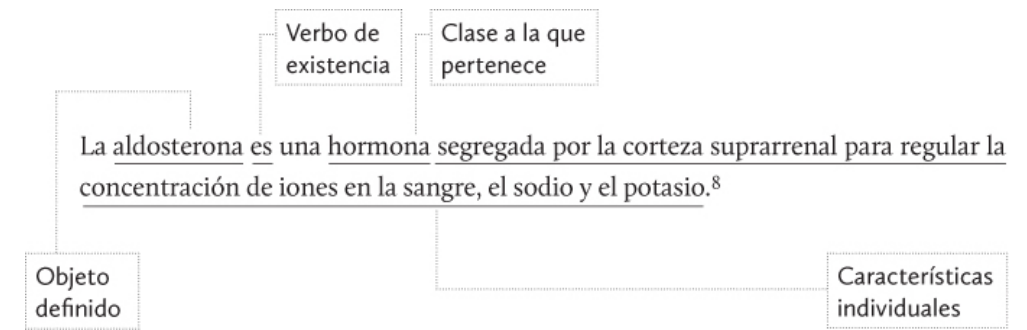 Verbo de
existencia
Clase a la que
pertenece
La aldosterona es una hormona segregada por la corteza suprarrenal para regular la
concentración de iones en la sangre, el sodio y el potasio.⁸
Objeto
definido
Características
individuales